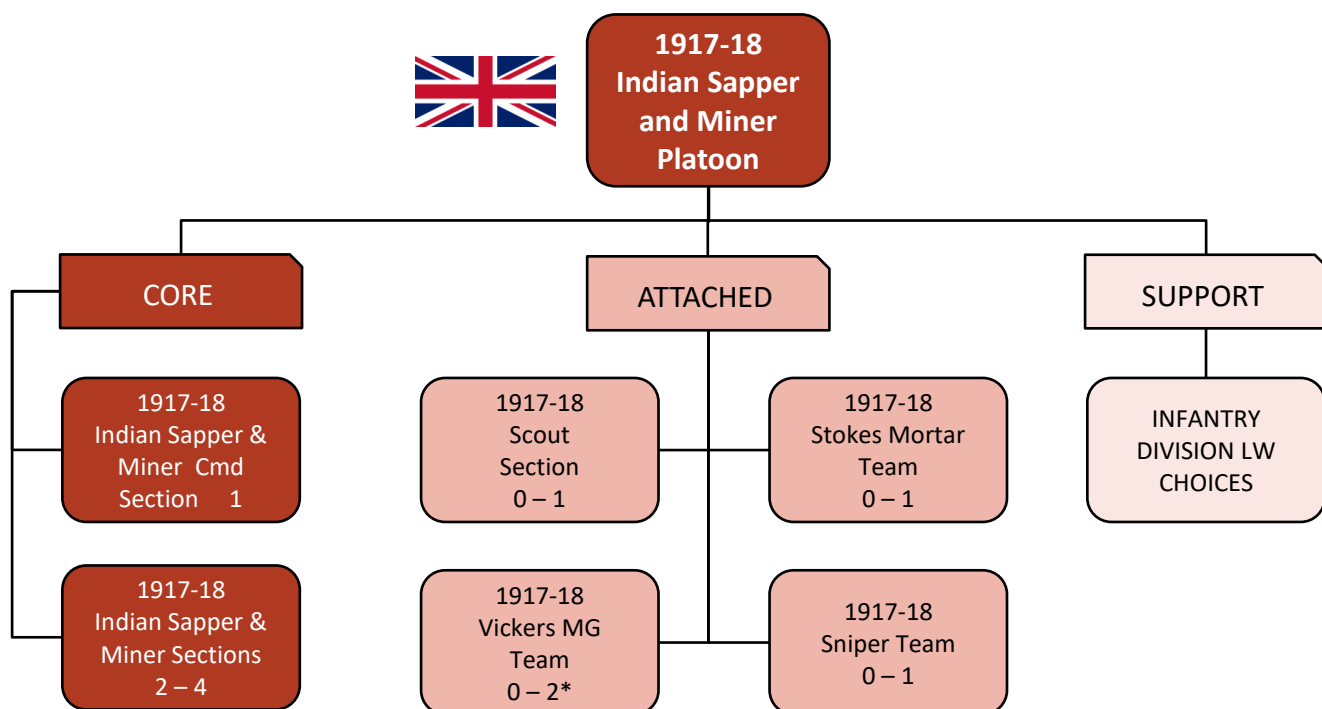 1917-18
Indian Sapper
and Miner
Platoon
CORE
ATTACHED
SUPPORT
1917-18
Indian Sapper &
Miner Cmd
Section 1
1917-18
Scout
Section
0 – 1
1917-18
Stokes Mortar
Team
0 – 1
INFANTRY
DIVISION LW
CHOICES
1917-18
Indian Sapper &
Miner Sections
2 – 4
1917-18
Vickers MG
Team
0 – 2*
1917-18
Sniper Team
0 – 1